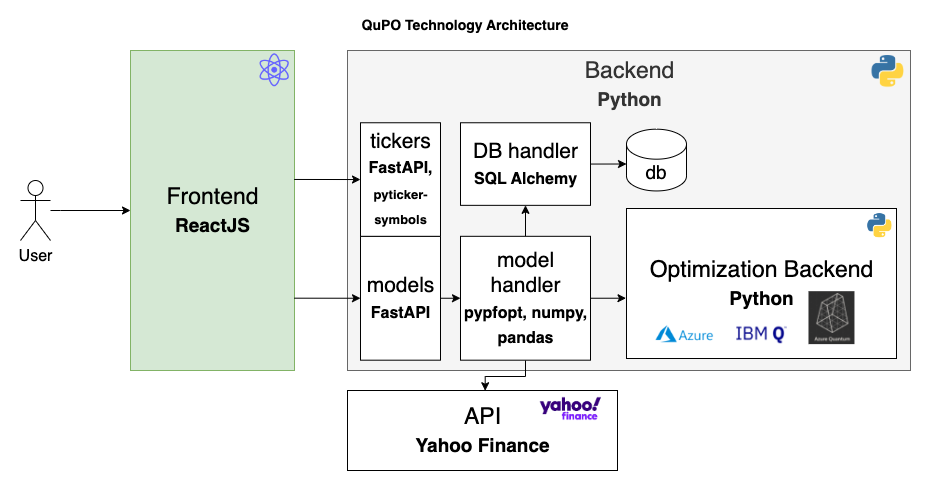 QuPO Technology Architecture
User
Frontend
ReactJS
Backend
Python
tickers
FastAPI,
pyticker-
symbols
models
FastAPI
DB handler
SQL Alchemy
db
model
handler
pypfopt, numpy,
pandas
Optimization Backend
Python
Azure
IBM Q
Azure Quantum
API
Yahoo Finance
yahoo!
finance